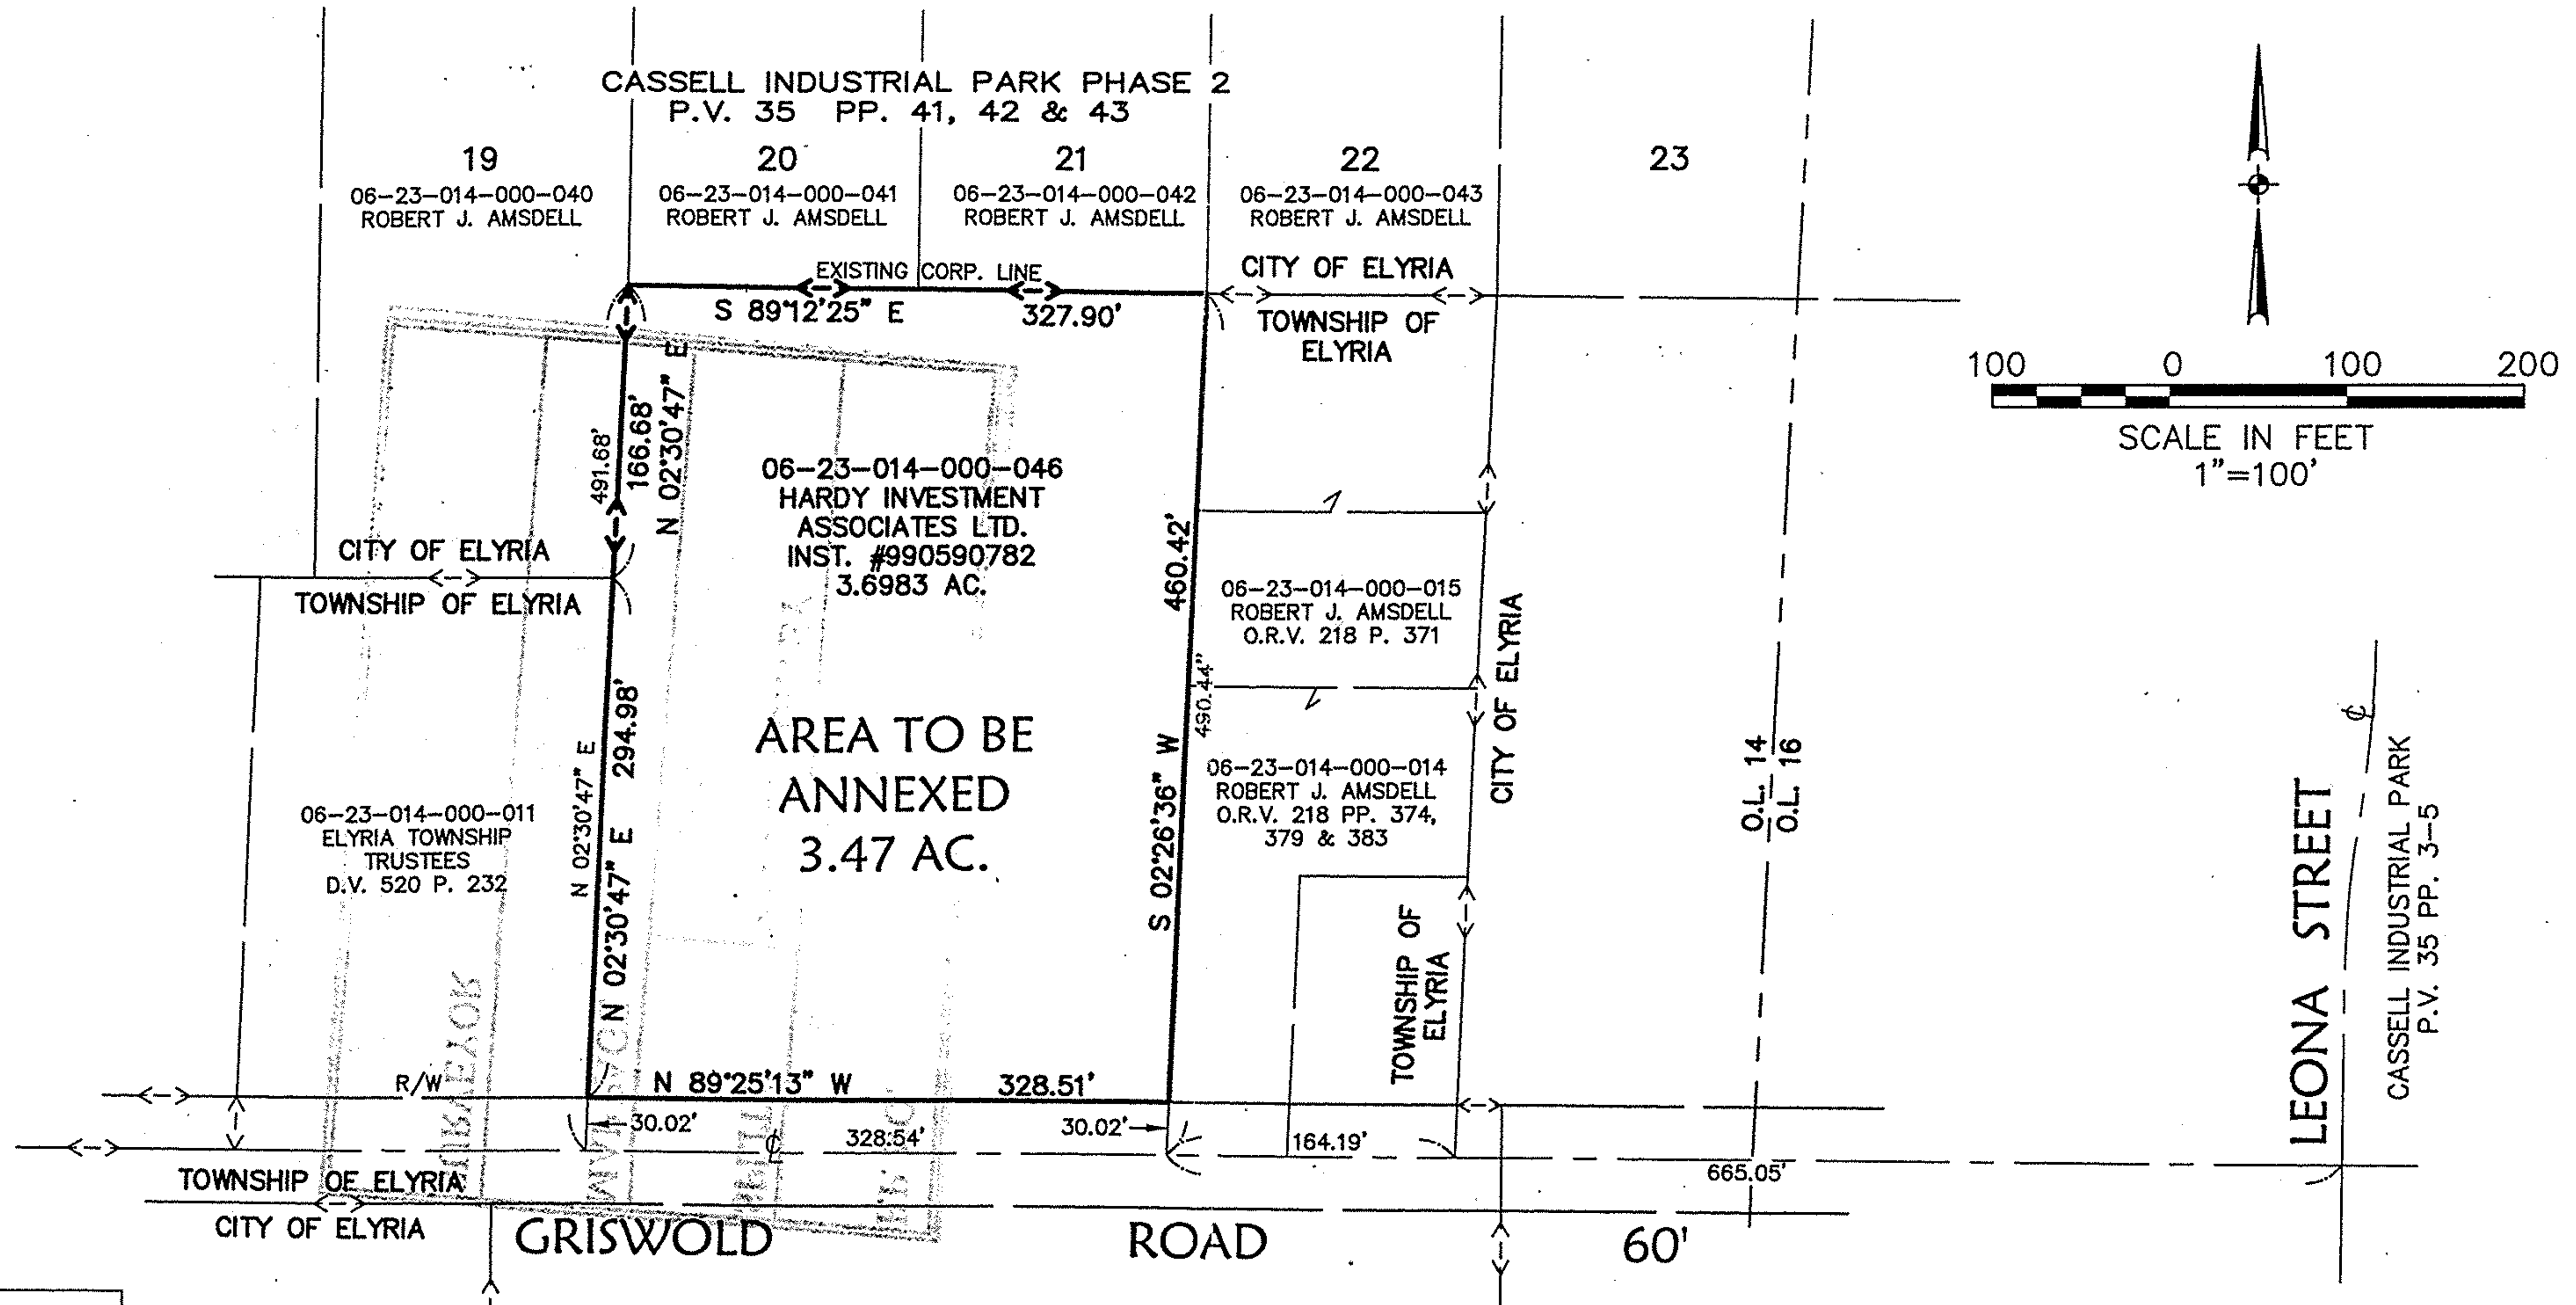 CASSELL INDUSTRIAL PARK PHASE 2
P.V. 35 PP. 41, 42 & 43
19
06-23-014-000-040
ROBERT J. AMSDELL
20
06-23-014-000-041
ROBERT J. AMSDELL
21
06-23-014-000-042
ROBERT J. AMSDELL
22
06-23-014-000-043
ROBERT J. AMSDELL
23
EXISTING CORP. LINE
S 89°12'25" E 327.90'
CITY OF ELYRIA
TOWNSHIP OF
ELYRIA
100 0 100 200
SCALE IN FEET
1"=100'
491.68'
166.68'
N 02°30'47" E
06-23-014-000-046
HARDY INVESTMENT
ASSOCIATES LTD.
INST. #990590782
3.6983 AC.
CITY OF ELYRIA
TOWNSHIP OF ELYRIA
460.42'
S 02°26'36" W
490.44"
06-23-014-000-015
ROBERT J. AMSDELL
O.R.V. 218 P. 371
CITY OF ELYRIA
N 02°30'47" E
N 02°30'47" E 294.98'
AREA TO BE
ANNEXED
3.47 AC.
06-23-014-000-014
ROBERT J. AMSDELL
O.R.V. 218 PP. 374,
379 & 383
O.L. 14
O.L. 16
06-23-014-000-011
ELYRIA TOWNSHIP
TRUSTEES
D.V. 520 P. 232
TOWNSHIP OF
ELYRIA
LEONA STREET
CASSELL INDUSTRIAL PARK
P.V. 35 PP. 3-5
R/W
N 89°25'13" W 328.51'
30.02'
328.54'
30.02'
164.19'
665.05'
TOWNSHIP OF ELYRIA
CITY OF ELYRIA
GRISWOLD ROAD 60'